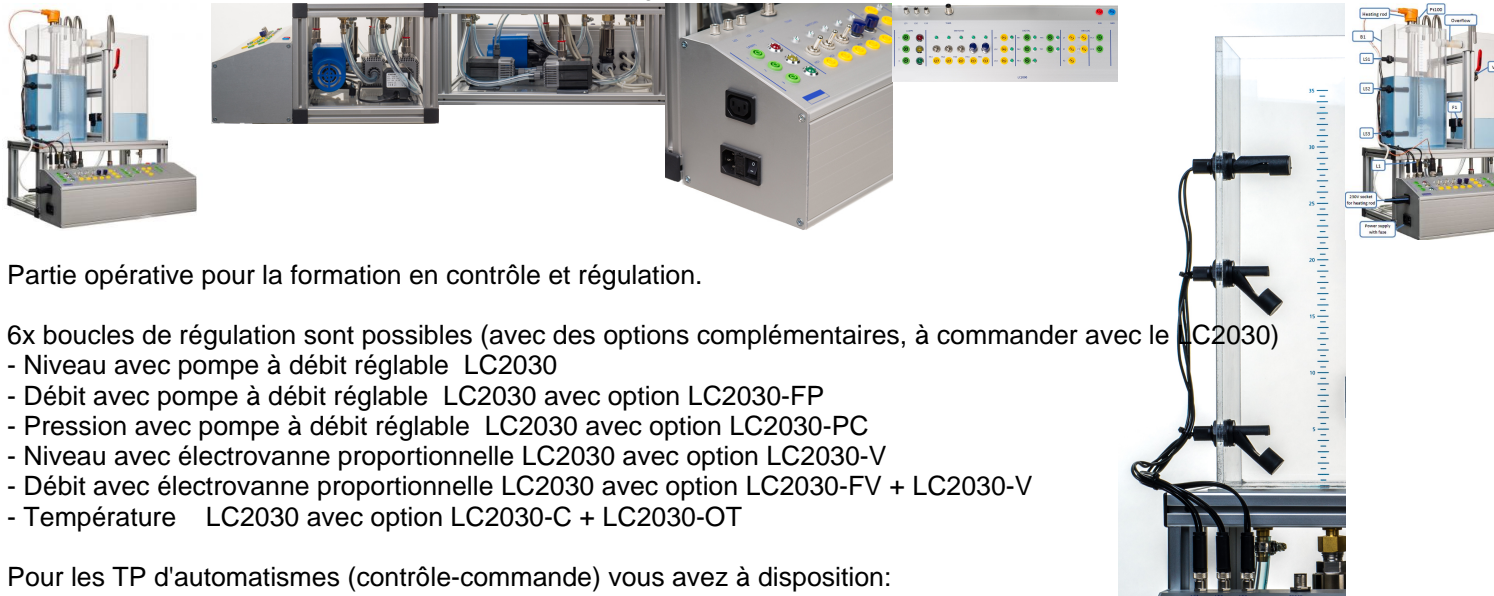 Heating rod
Pt100
Overflow
B1
LS1
LS2
F1
LS3
L1
230V socket
for heating rod
Power supply
with fuse
35
30
25
20
15
10
5
Partie opérative pour la formation en contrôle et régulation.
6x boucles de régulation sont possibles (avec des options complémentaires, à commander avec le LC2030)
- Niveau avec pompe à débit réglable LC2030
- Débit avec pompe à débit réglable LC2030 avec option LC2030-FP
- Pression avec pompe à débit réglable LC2030 avec option LC2030-PC
- Niveau avec électrovanne proportionnelle LC2030 avec option LC2030-V
- Débit avec électrovanne proportionnelle LC2030 avec option LC2030-FV + LC2030-V
- Température LC2030 avec option LC2030-C + LC2030-OT
Pour les TP d'automatismes (contrôle-commande) vous avez à disposition: